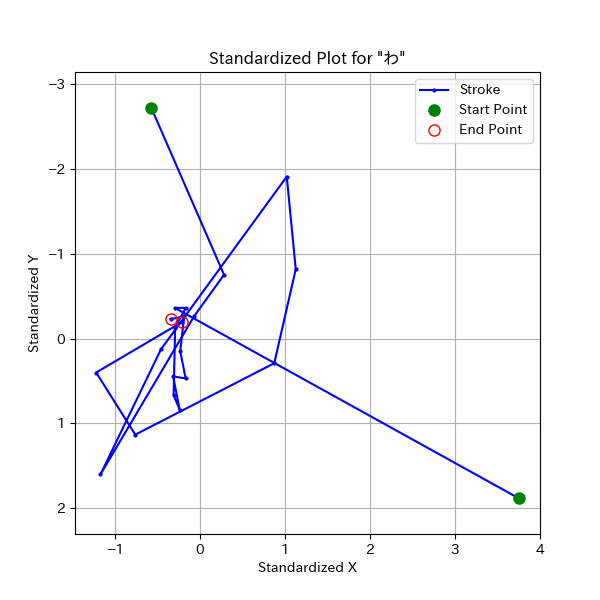 Standardized Plot for "わ"
Stroke
Start Point
End Point
Standardized Y
−3
−2
−1
0
1
2
−1
0
1
2
3
4
Standardized X